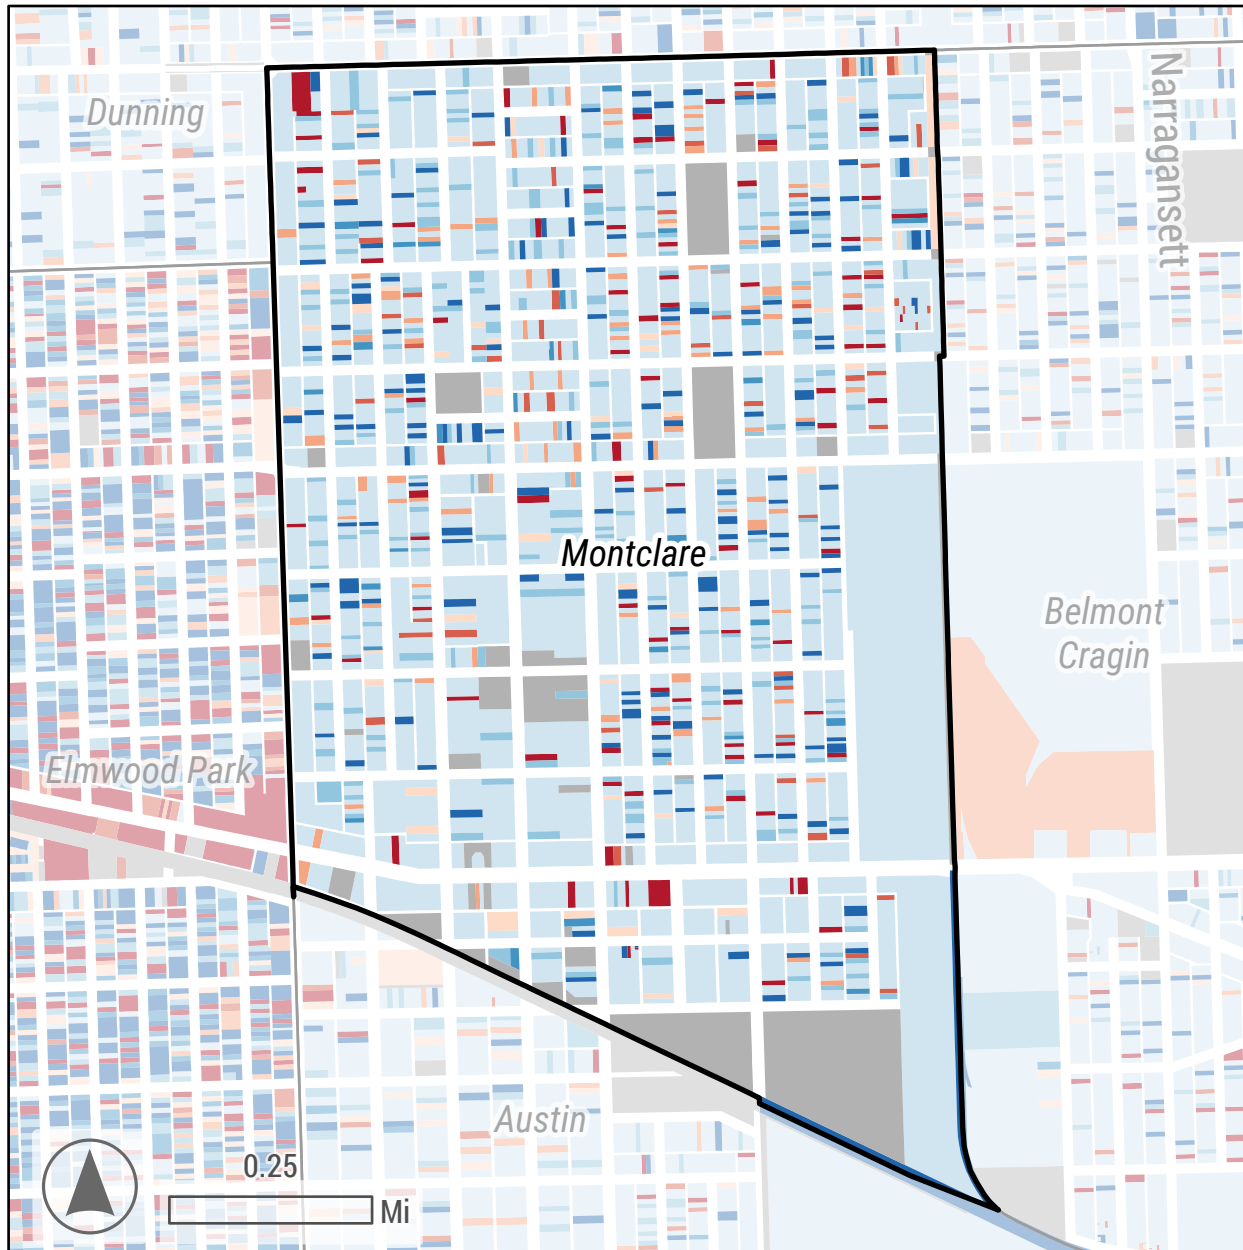 Dunning
Narragansett
Montclare
Belmont
Cragin
Elmwood Park
Austin
0.25
Mi